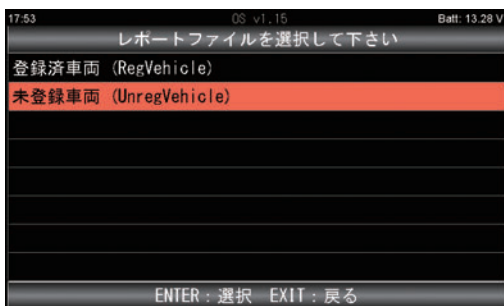 17:53 OS v1.15 Batt: 13.28 V
レポートファイルを選択して下さい
登録済車両 (RegVehicle)
未登録車両 (UnregVehicle)
ENTER：選択 EXIT：戻る